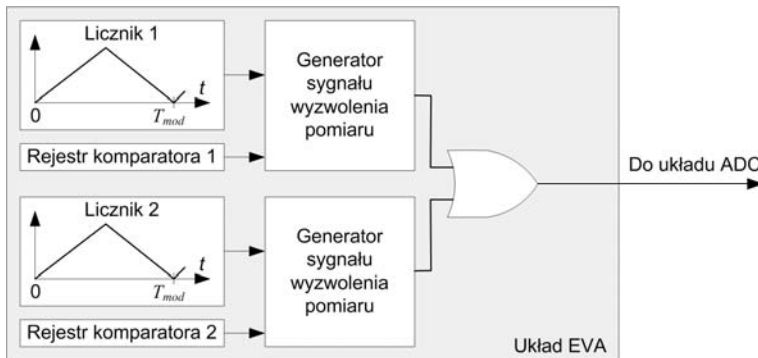 Licznik 1
t
0
T_mod
Rejestr komparatora 1
Generator
sygnału
wyzwolenia
pomiaru
Licznik 2
t
0
T_mod
Rejestr komparatora 2
Generator
sygnału
wyzwolenia
pomiaru
Do układu ADC
Układ EVA